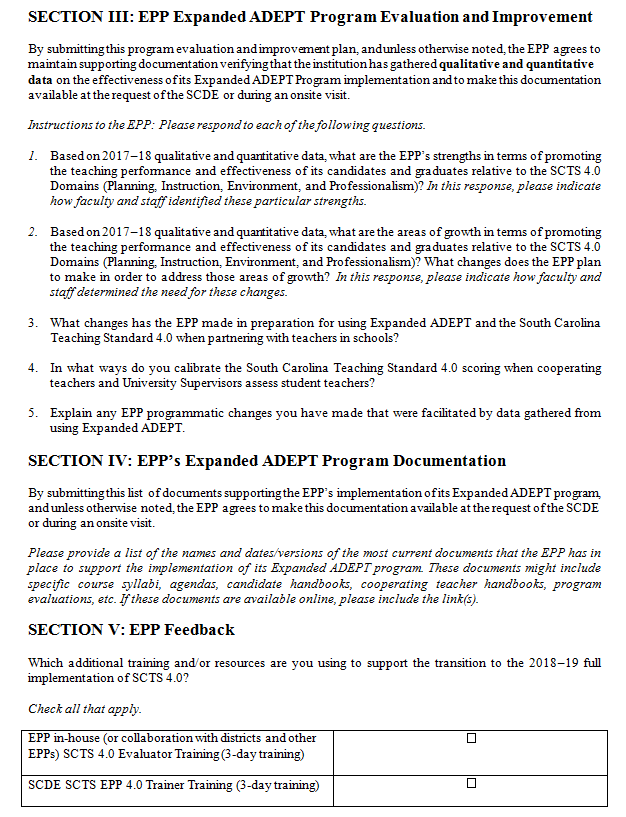 SECTION III: EPP Expanded ADEPT Program Evaluation and Improvement
By submitting this program evaluation and improvement plan, and unless otherwise noted, the EPP agrees to
maintain supporting documentation verifying that the institution has gathered qualitative and quantitative
data on the effectiveness of its Expanded ADEPT Program implementation and to make this documentation
available at the request of the SCDE or during an onsite visit.
Instructions to the EPP: Please respond to each of the following questions.
1. Based on 2017–18 qualitative and quantitative data, what are the EPP's strengths in terms of promoting
the teaching performance and effectiveness of its candidates and graduates relative to the SCTS 4.0
Domains (Planning, Instruction, Environment, and Professionalism)? In this response, please indicate
how faculty and staff identified these particular strengths.
2. Based on 2017–18 qualitative and quantitative data, what are the areas of growth in terms of promoting
the teaching performance and effectiveness of its candidates and graduates relative to the SCTS 4.0
Domains (Planning, Instruction, Environment, and Professionalism)? What changes does the EPP plan
to make in order to address those areas of growth? In this response, please indicate how faculty and
staff determined the need for these changes.
3. What changes has the EPP made in preparation for using Expanded ADEPT and the South Carolina
Teaching Standard 4.0 when partnering with teachers in schools?
4. In what ways do you calibrate the South Carolina Teaching Standard 4.0 scoring when cooperating
teachers and University Supervisors assess student teachers?
5. Explain any EPP programmatic changes you have made that were facilitated by data gathered from
using Expanded ADEPT.
SECTION IV: EPP's Expanded ADEPT Program Documentation
By submitting this list of documents supporting the EPP's implementation of its Expanded ADEPT program,
and unless otherwise noted, the EPP agrees to make this documentation available at the request of the SCDE
or during an onsite visit.
Please provide a list of the names and dates/versions of the most current documents that the EPP has in
place to support the implementation of its Expanded ADEPT program. These documents might include
specific course syllabi, agendas, candidate handbooks, cooperating teacher handbooks, program
evaluations, etc. If these documents are available online, please include the link(s).
SECTION V: EPP Feedback
Which additional training and/or resources are you using to support the transition to the 2018–19 full
implementation of SCTS 4.0?
Check all that apply.
EPP in-house (or collaboration with districts and other
EPPs) SCTS 4.0 Evaluator Training (3-day training) ☐
SCDE SCTS EPP 4.0 Trainer Training (3-day training) ☐